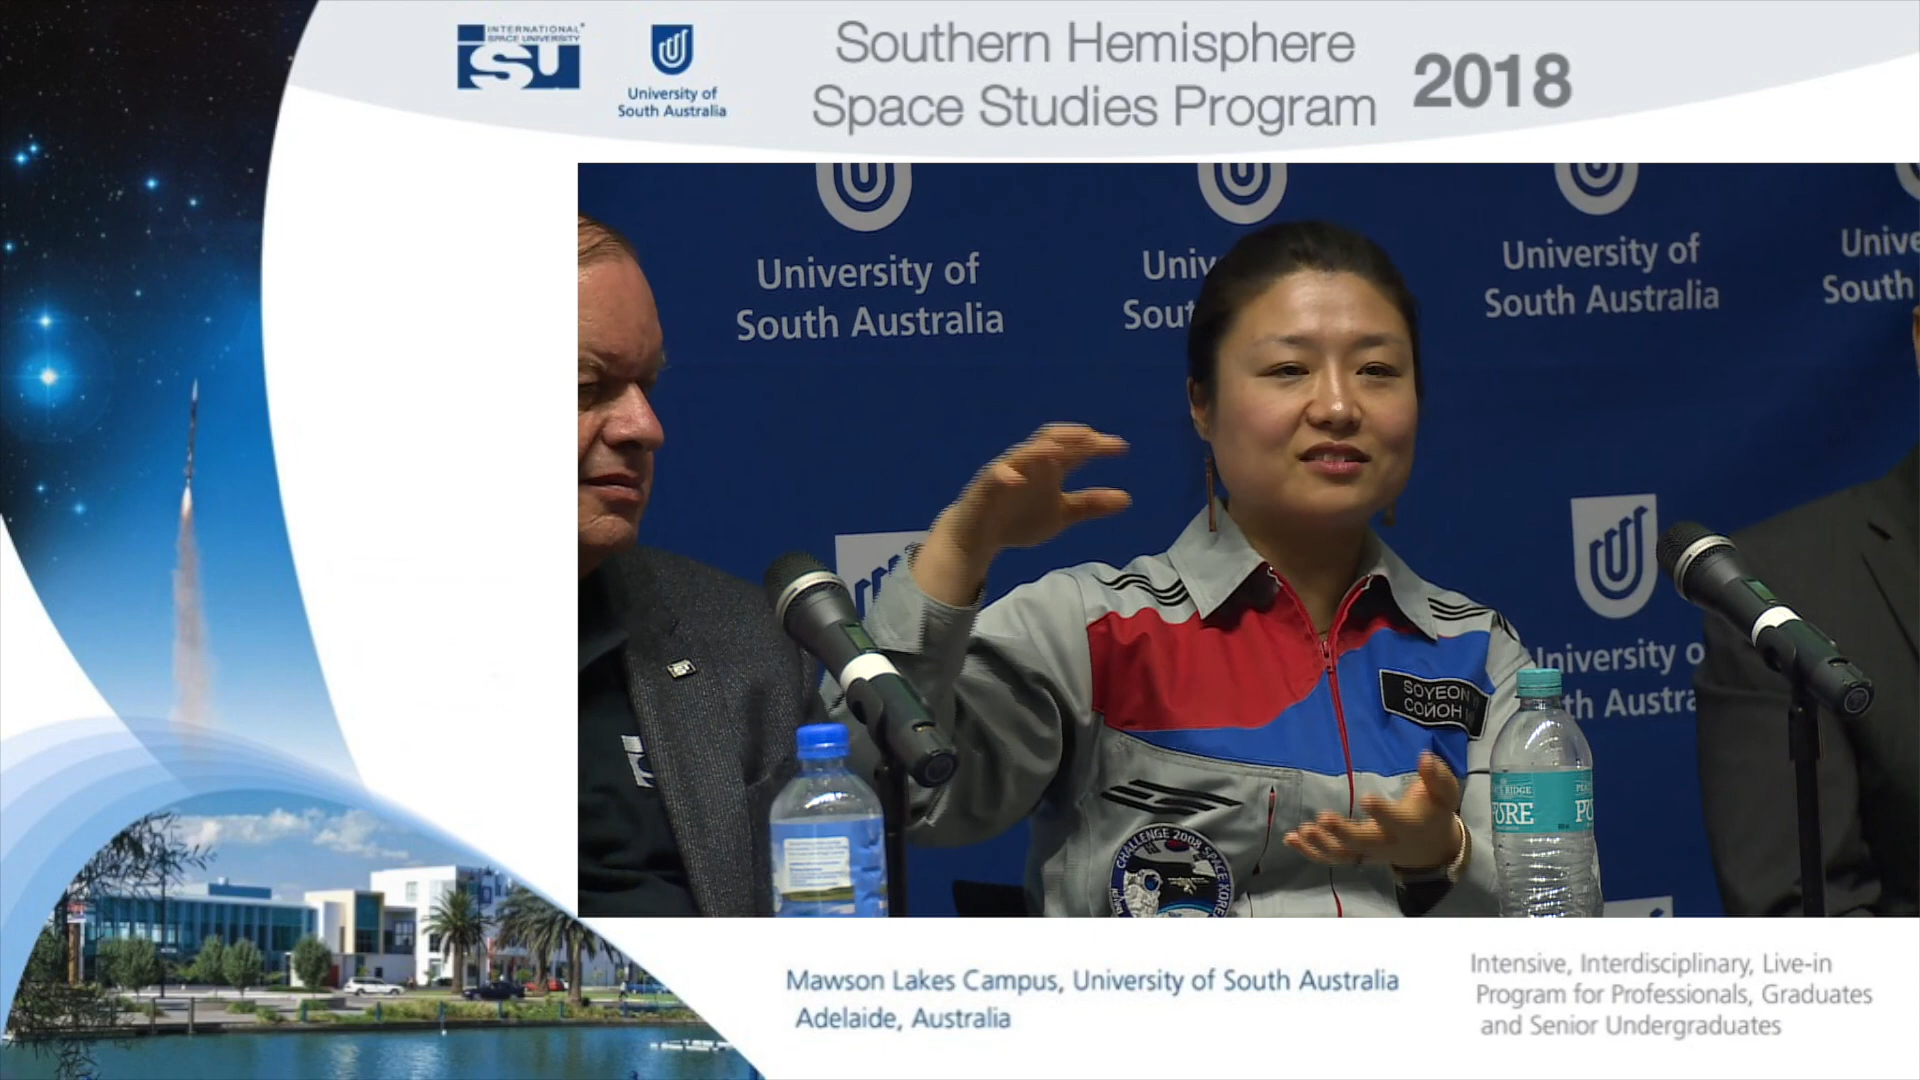 INTERNATIONAL
SPACE UNIVERSITY
iSU
University of
South Australia
Southern Hemisphere
Space Studies Program
2018
University of
South Australia
Univ
Sout
University of
South Australia
Unive
South
University o
th Austra
SOYEON
СОЙОН
CHALLENGE 2008 SPACE KOREA
RIDGE
PURE
Mawson Lakes Campus, University of South Australia
Adelaide, Australia
Intensive, Interdisciplinary, Live-in
Program for Professionals, Graduates
and Senior Undergraduates